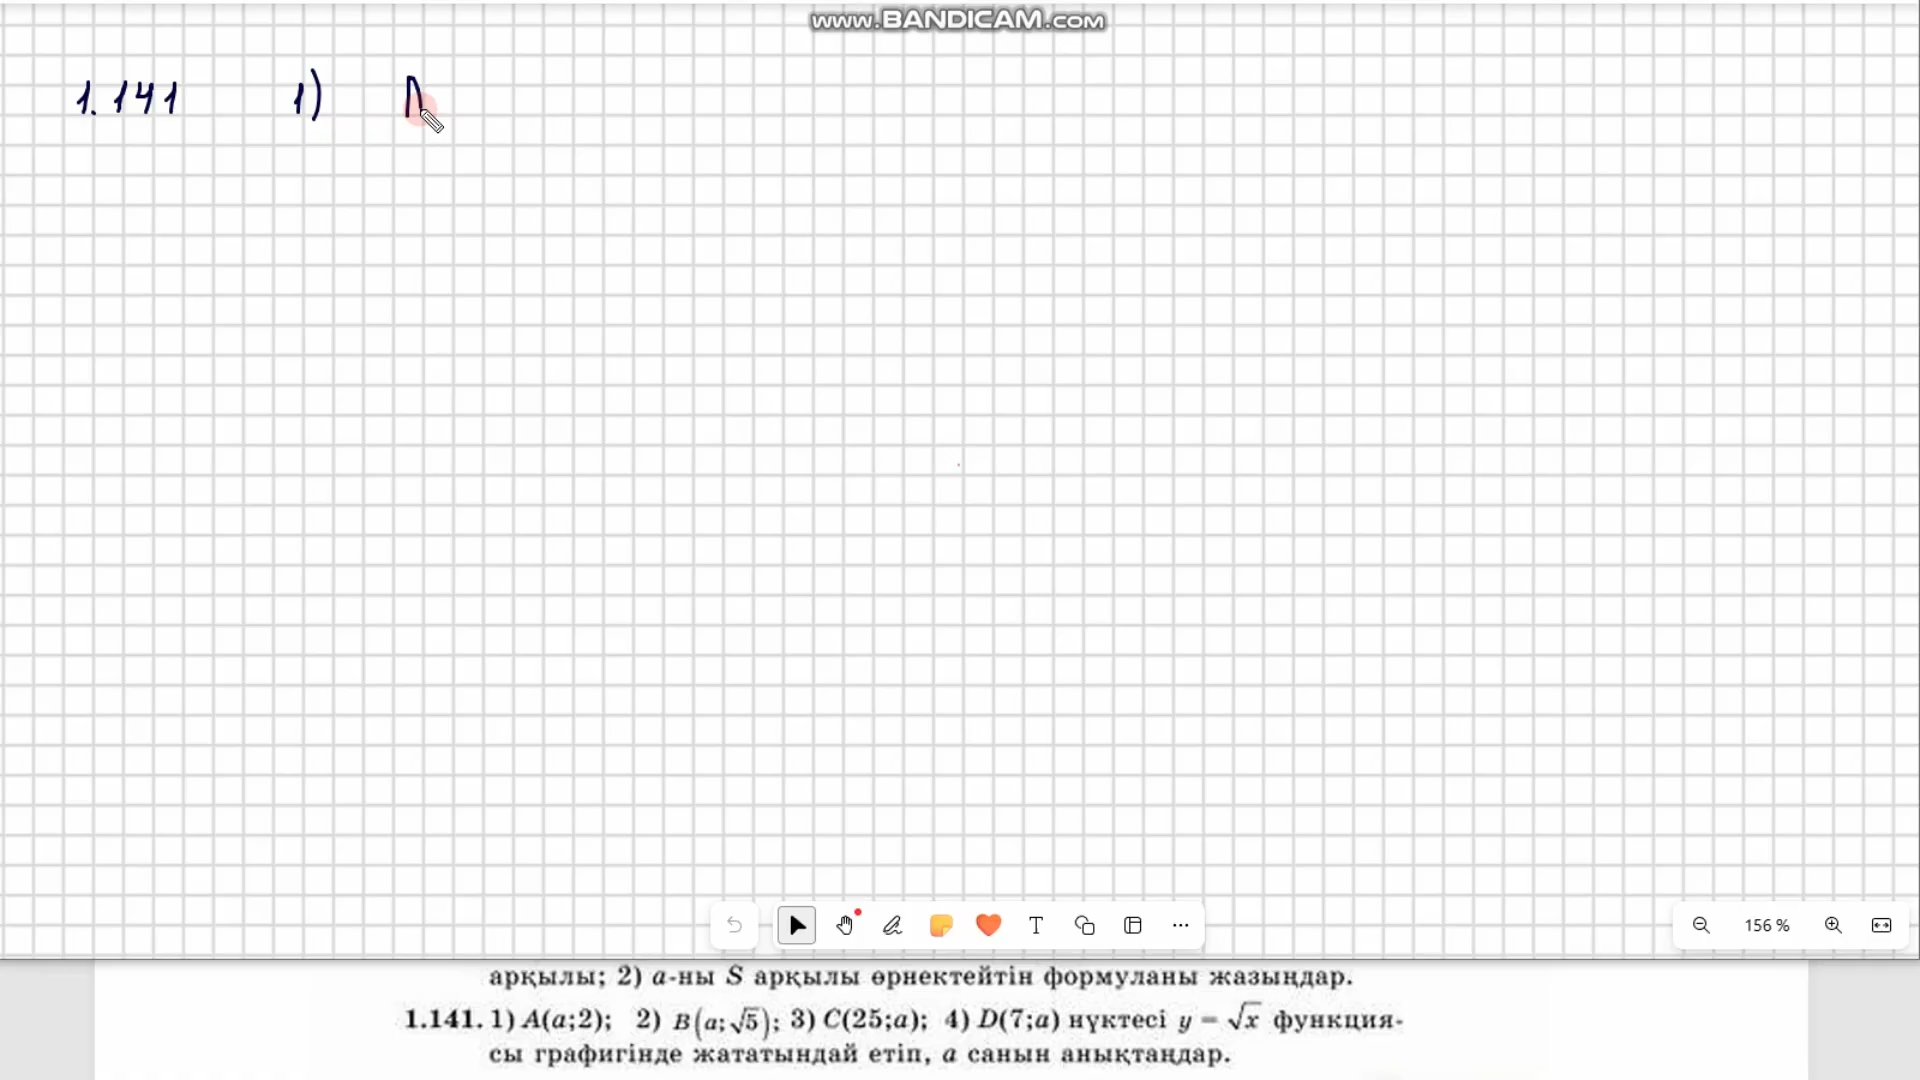 www.BANDICAM.com
1.141 1)
156 %
арқылы; 2) a-ны S арқылы өрнектейтін формуланы жазыңдар.
1.141. 1) A(a;2); 2) B(a;√5); 3) C(25;a); 4) D(7;a) нүктесі y = √x функция-
сы графигінде жататындай етіп, a санын анықтаңдар.